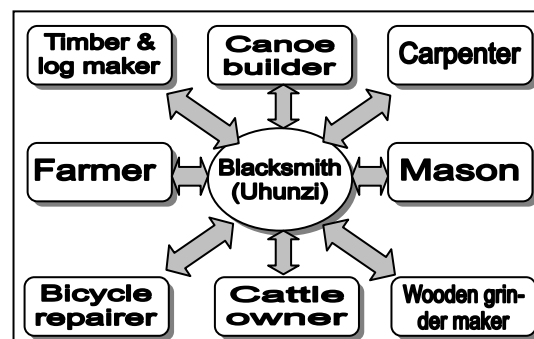 Timber &
log maker
Canoe
builder
Carpenter
Farmer
Blacksmith
(Uhunzi)
Mason
Bicycle
repairer
Cattle
owner
Wooden grin-
der maker